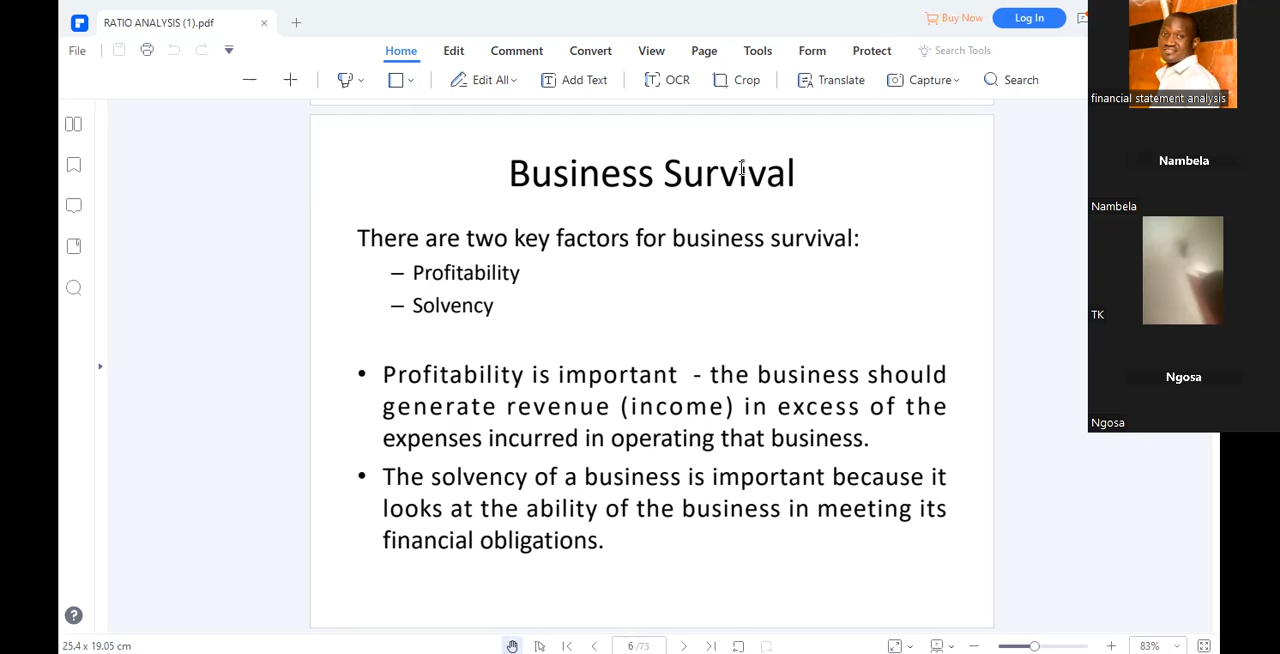 RATIO ANALYSIS (1).pdf
Buy Now
Log In
File
Home
Edit
Comment
Convert
View
Page
Tools
Form
Protect
Search Tools
Edit All
Add Text
OCR
Crop
Translate
Capture
Search
Business Survival
There are two key factors for business survival:
– Profitability
– Solvency
• Profitability is important - the business should
generate revenue (income) in excess of the
expenses incurred in operating that business.
• The solvency of a business is important because it
looks at the ability of the business in meeting its
financial obligations.
financial statement analysis
Nambela
Nambela
TK
Ngosa
Ngosa
25.4 x 19.05 cm
6 /73
83%